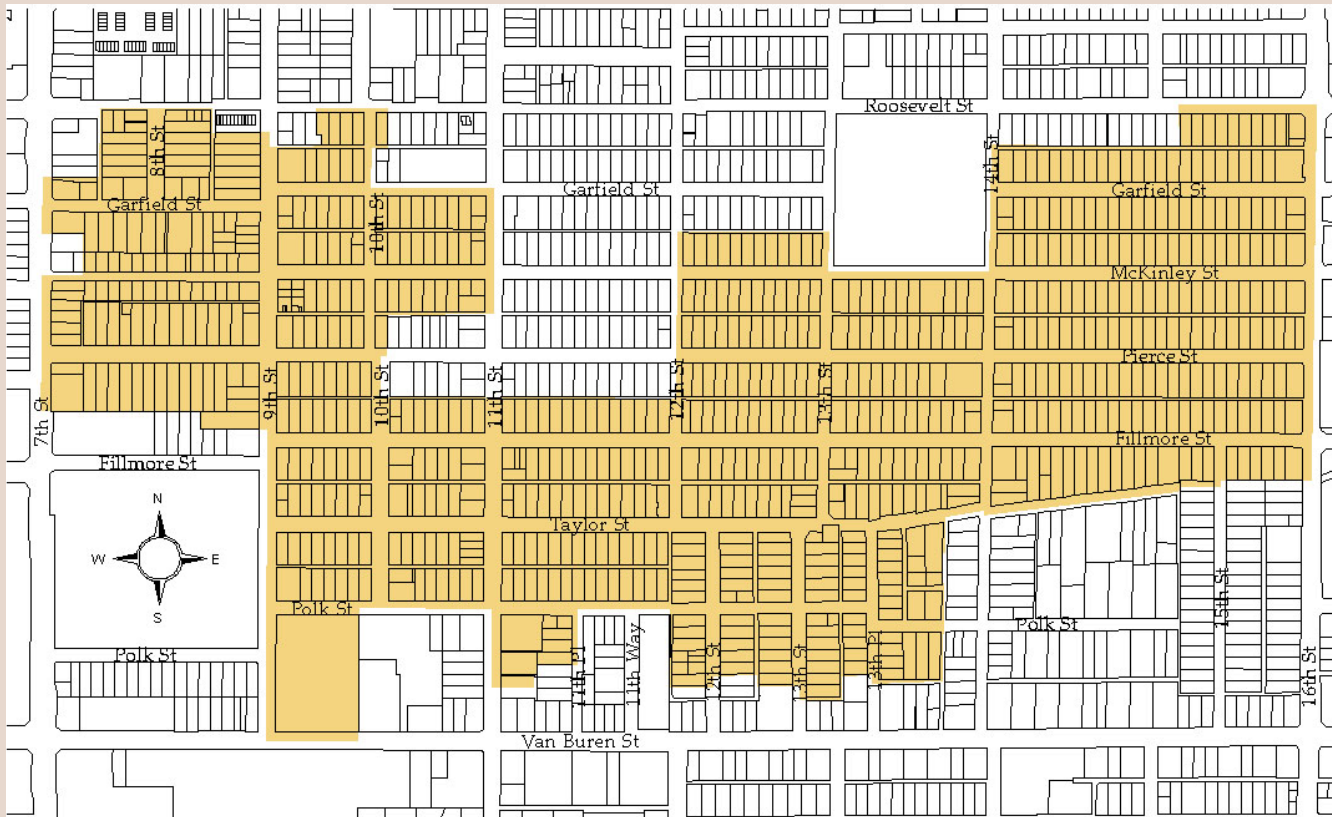 Roosevelt St
8th St
14th St
Garfield St
Garfield St
Garfield St
10th St
McKinley St
Pierce St
9th St
10th St
11th St
12th St
13th St
7th St
Fillmore St
Fillmore St
N
W
E
S
Taylor St
Polk St
Polk St
Polk St
11th Pl
11th Way
12th St
13th St
13th Pl
15th St
16th St
Van Buren St